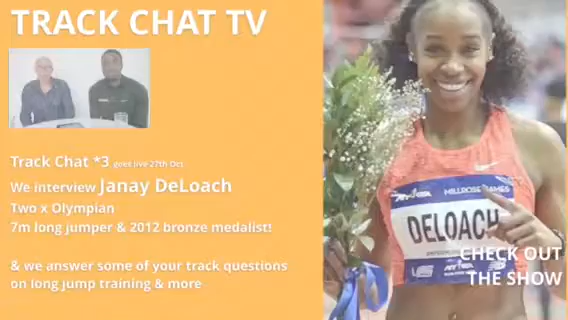 TRACK CHAT TV
Track Chat *3 goes live 27th Oct
We interview Janay DeLoach
Two x Olympian
7m long jumper & 2012 bronze medalist!
& we answer some of your track questions
on long jump training & more
MILLROSE GAMES
DELOACH
CHECK OUT
THE SHOW